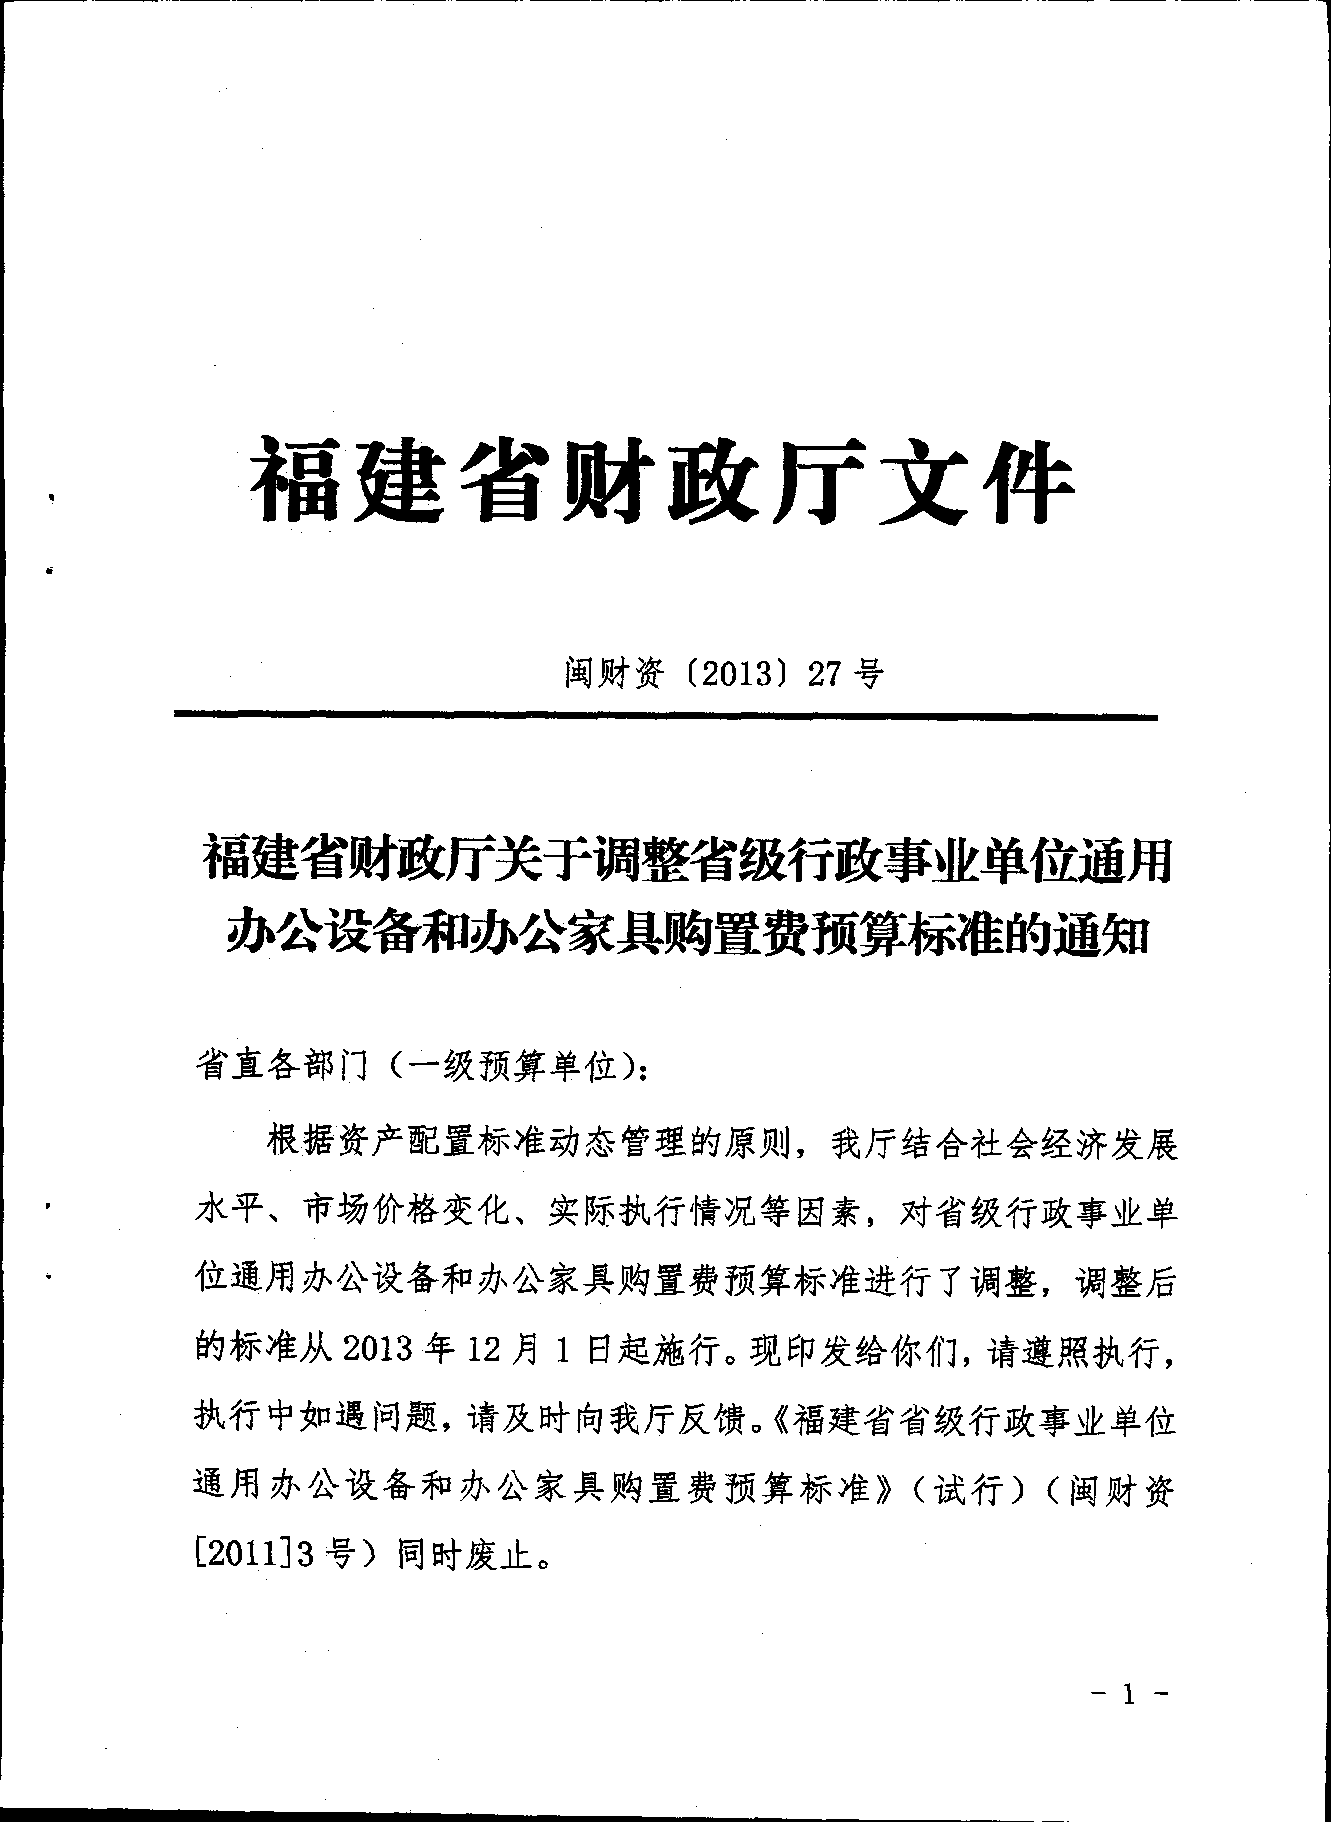 福建省财政厅文件
闽财资〔2013〕27 号
福建省财政厅关于调整省级行政事业单位通用
办公设备和办公家具购置费预算标准的通知
省直各部门（一级预算单位）：
根据资产配置标准动态管理的原则，我厅结合社会经济发展
水平、市场价格变化、实际执行情况等因素，对省级行政事业单
位通用办公设备和办公家具购置费预算标准进行了调整，调整后
的标准从 2013 年 12 月 1 日起施行。现印发给你们，请遵照执行，
执行中如遇问题，请及时向我厅反馈。《福建省省级行政事业单位
通用办公设备和办公家具购置费预算标准》（试行）（闽财资
[2011]3 号）同时废止。
- 1 -